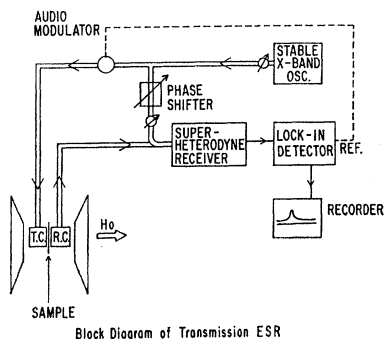 AUDIO
MODULATOR
STABLE
X-BAND
OSC.
PHASE
SHIFTER
SUPER-
HETERODYNE
RECEIVER
LOCK-IN
DETECTOR
REF.
RECORDER
T.C.
R.C.
Ho
SAMPLE
Block Diagram of Transmission ESR